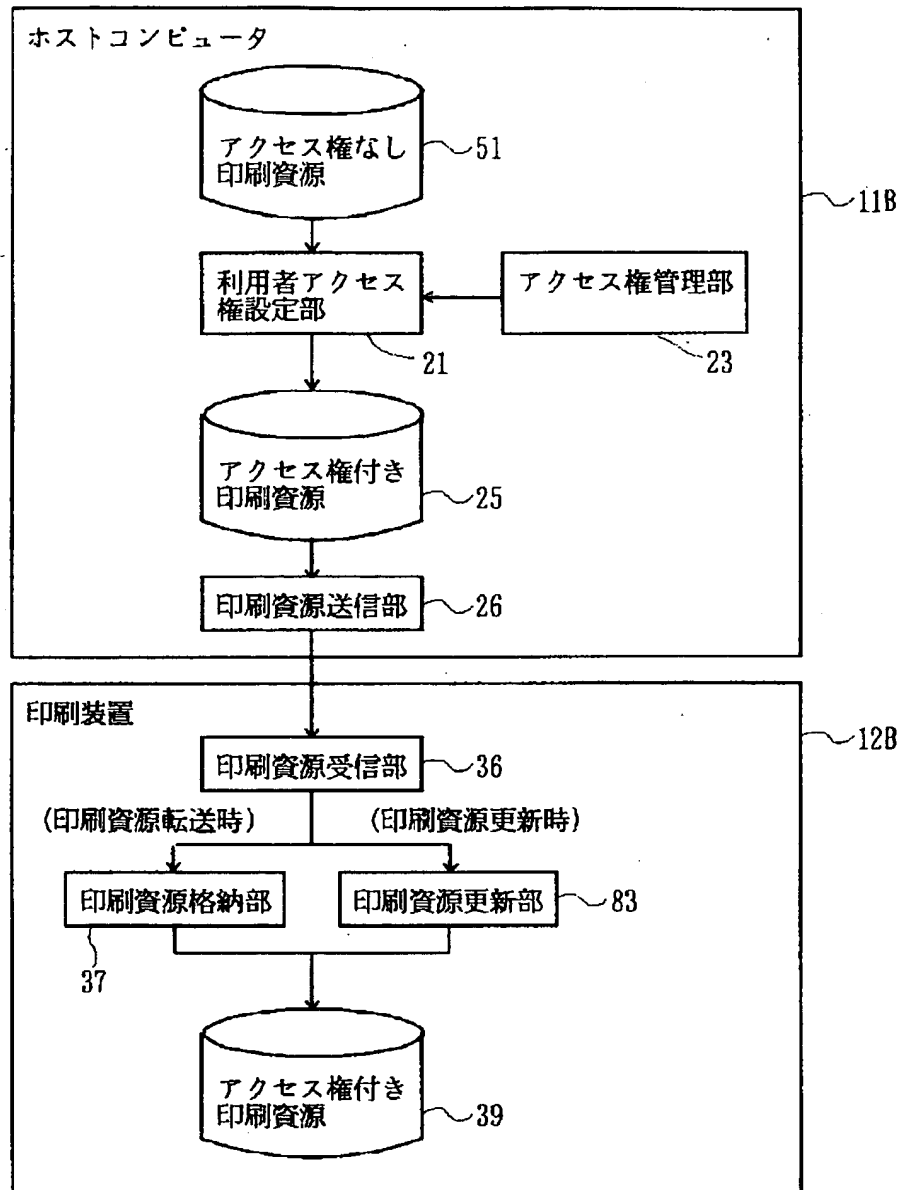 ホストコンピュータ
アクセス権なし
印刷資源
51
11B
利用者アクセス
権設定部
アクセス権管理部
21
23
アクセス権付き
印刷資源
25
印刷資源送信部
26
印刷装置
12B
印刷資源受信部
36
(印刷資源転送時)
(印刷資源更新時)
印刷資源格納部
印刷資源更新部
83
37
アクセス権付き
印刷資源
39